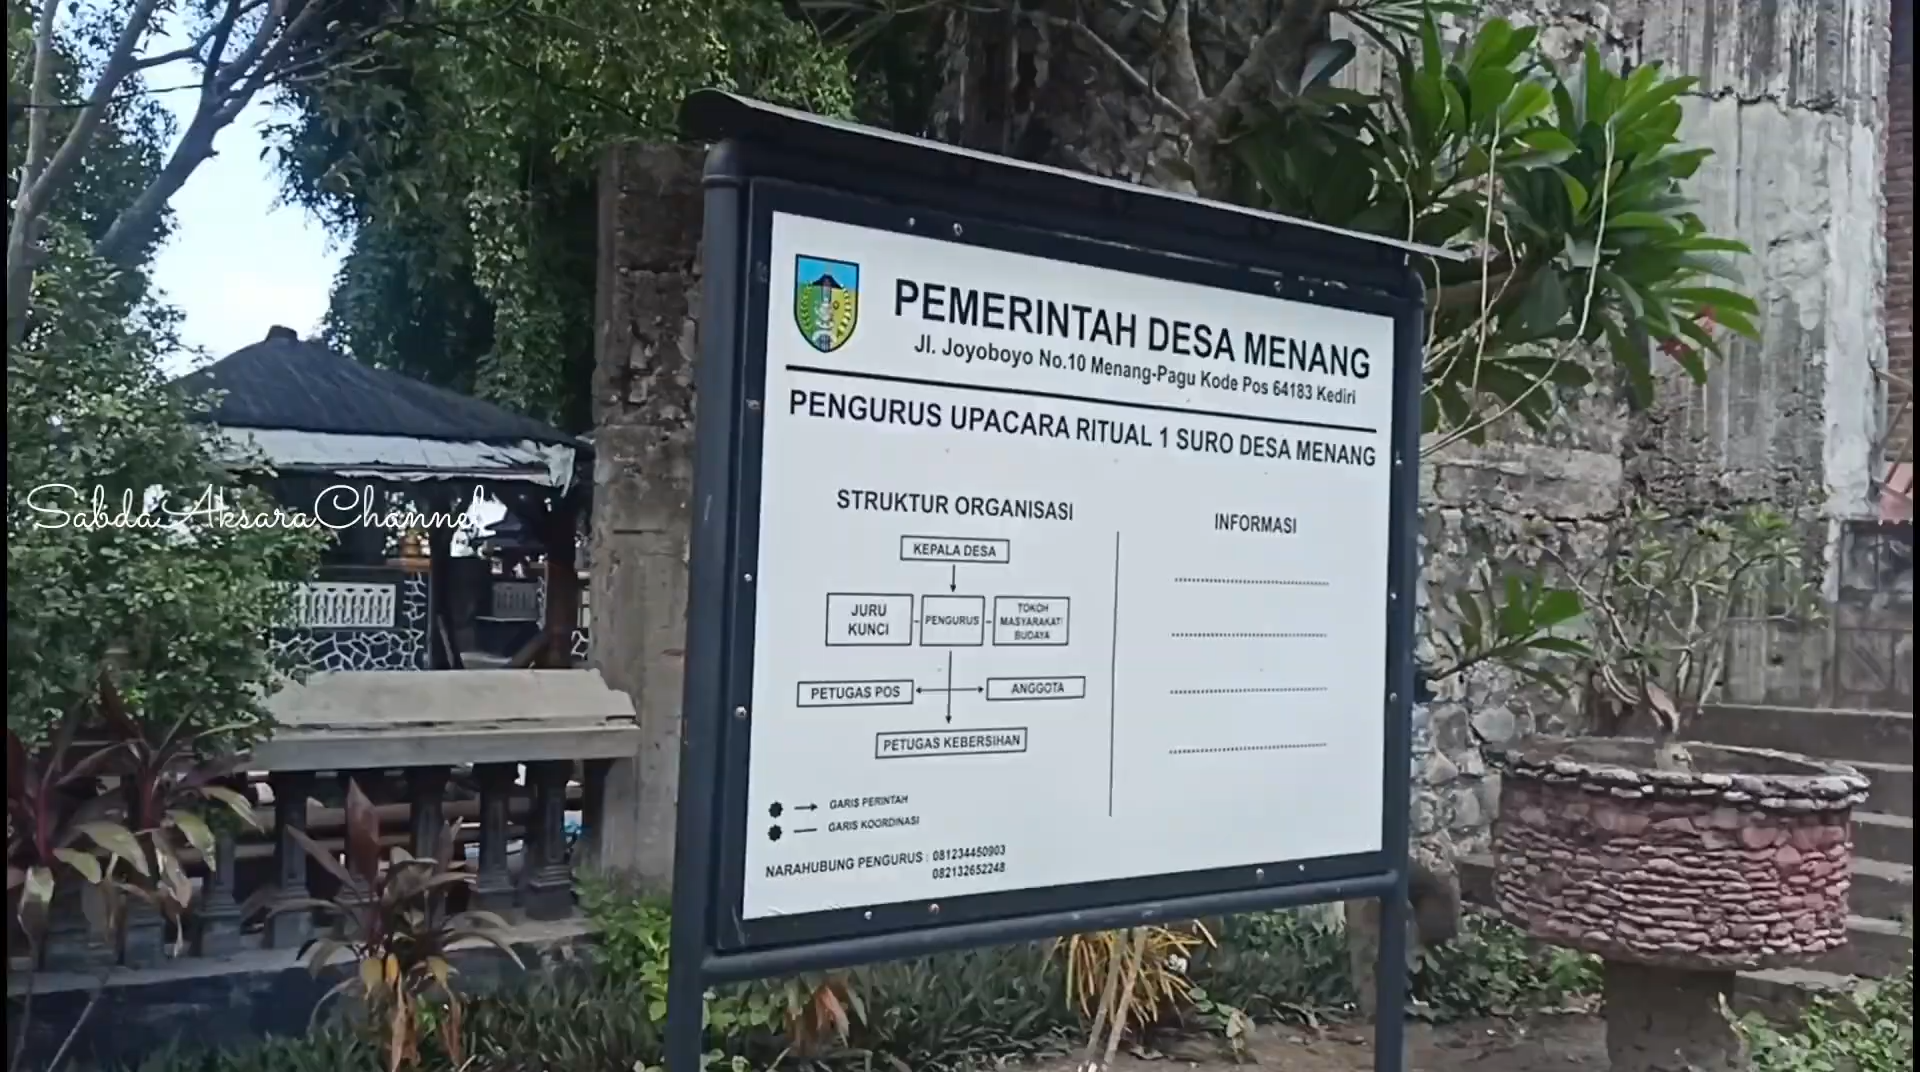 PEMERINTAH DESA MENANG
Jl. Joyoboyo No.10 Menang-Pagu Kode Pos 64183 Kediri
PENGURUS UPACARA RITUAL 1 SURO DESA MENANG
STRUKTUR ORGANISASI
KEPALA DESA
JURU
KUNCI
PENGURUS
TOKOH
MASYARAKAT/
BUDAYA
PETUGAS POS
ANGGOTA
PETUGAS KEBERSIHAN
GARIS PERINTAH
GARIS KOORDINASI
NARAHUBUNG PENGURUS : 081234450903
082132652248
INFORMASI
SabdaAksaraChannel